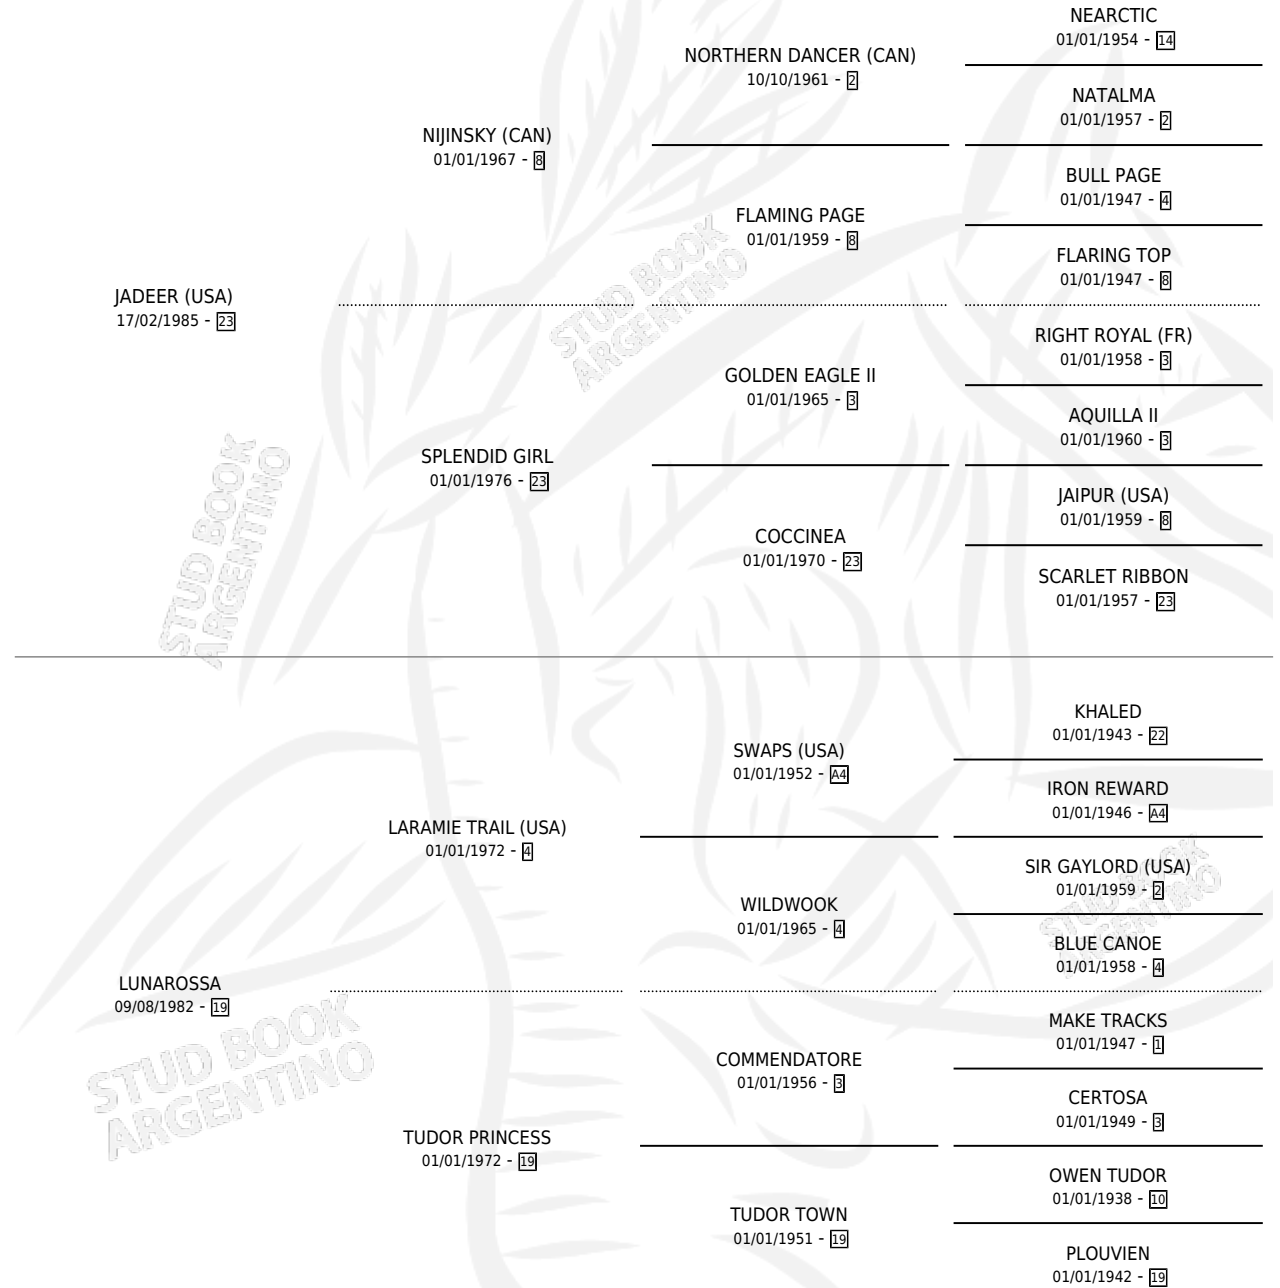 NEARCTIC
01/01/1954 - 14
NORTHERN DANCER (CAN)
10/10/1961 - 2
NATALMA
01/01/1957 - 2
NIJINSKY (CAN)
01/01/1967 - 8
BULL PAGE
01/01/1947 - 4
FLAMING PAGE
01/01/1959 - 8
FLARING TOP
01/01/1947 - 8
JADEER (USA)
17/02/1985 - 23
STUD BOOK
ARGENTINO
RIGHT ROYAL (FR)
01/01/1958 - 3
GOLDEN EAGLE II
01/01/1965 - 3
AQUILLA II
01/01/1960 - 3
SPLENDID GIRL
01/01/1976 - 23
JAIPUR (USA)
01/01/1959 - 8
COCCINEA
01/01/1970 - 23
SCARLET RIBBON
01/01/1957 - 23
STUD BOOK
ARGENTINO
KHALED
01/01/1943 - 22
SWAPS (USA)
01/01/1952 - A4
IRON REWARD
01/01/1946 - A4
LARAMIE TRAIL (USA)
01/01/1972 - 4
SIR GAYLORD (USA)
01/01/1959 - 2
WILDWOOK
01/01/1965 - 4
STUD BOOK
ARGENTINO
BLUE CANOE
01/01/1958 - 4
LUNAROSSA
09/08/1982 - 19
STUD BOOK
ARGENTINO
MAKE TRACKS
01/01/1947 - 1
COMMENDATORE
01/01/1956 - 3
CERTOSA
01/01/1949 - 3
TUDOR PRINCESS
01/01/1972 - 19
OWEN TUDOR
01/01/1938 - 10
TUDOR TOWN
01/01/1951 - 19
PLOUVIEN
01/01/1942 - 19